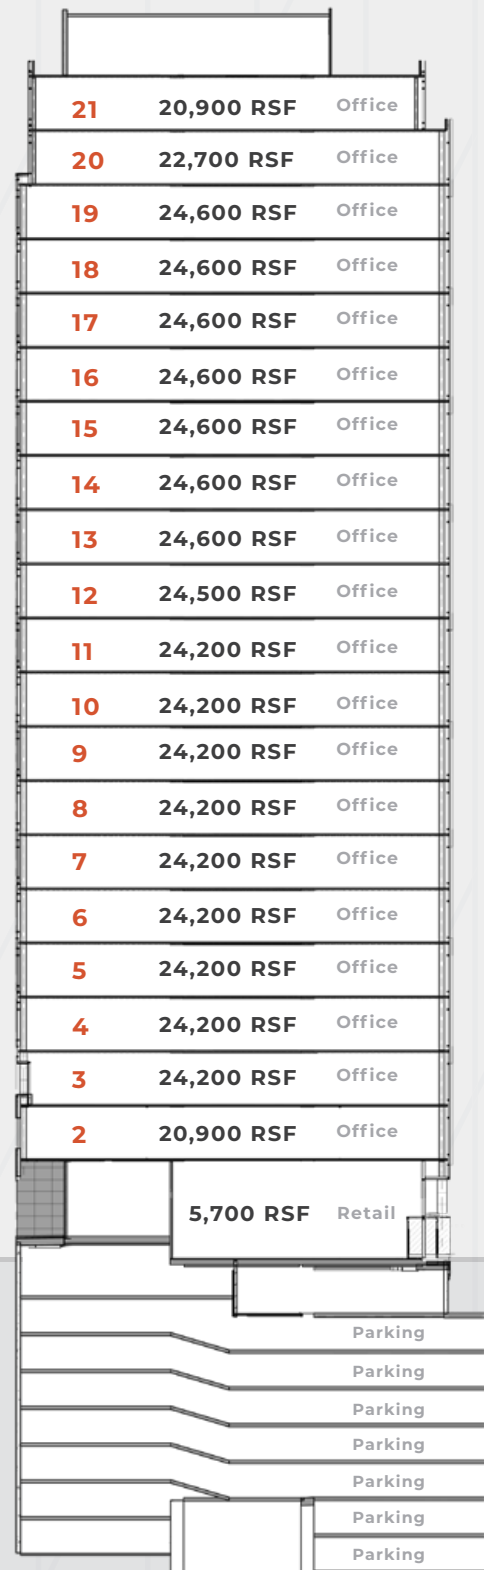 21 20,900 RSF Office
20 22,700 RSF Office
19 24,600 RSF Office
18 24,600 RSF Office
17 24,600 RSF Office
16 24,600 RSF Office
15 24,600 RSF Office
14 24,600 RSF Office
13 24,600 RSF Office
12 24,500 RSF Office
11 24,200 RSF Office
10 24,200 RSF Office
9 24,200 RSF Office
8 24,200 RSF Office
7 24,200 RSF Office
6 24,200 RSF Office
5 24,200 RSF Office
4 24,200 RSF Office
3 24,200 RSF Office
2 20,900 RSF Office
5,700 RSF Retail
Parking
Parking
Parking
Parking
Parking
Parking
Parking